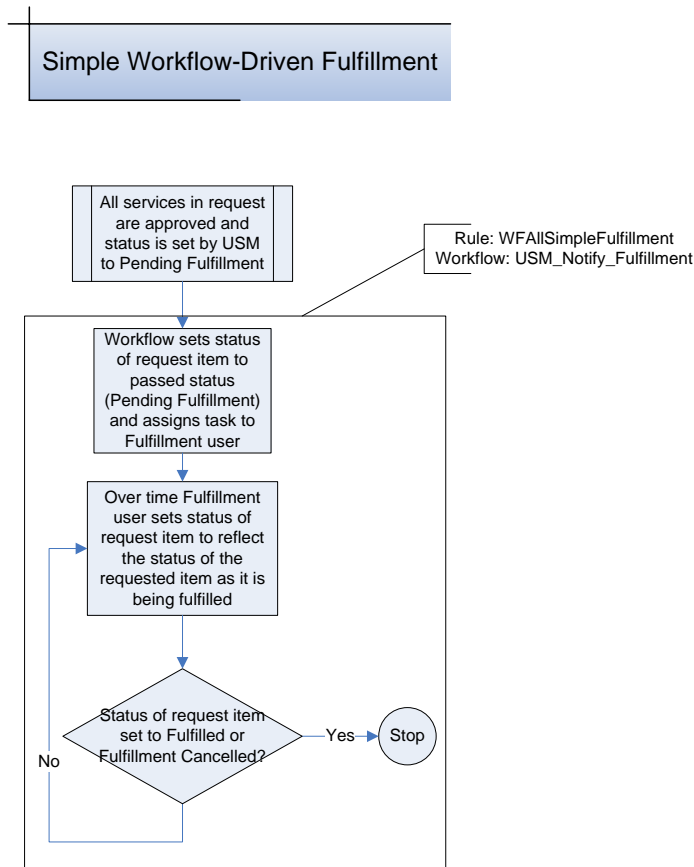 Simple Workflow-Driven Fulfillment
All services in request
are approved and
status is set by USM
to Pending Fulfillment
Rule: WFAllSimpleFulfillment
Workflow: USM_Notify_Fulfillment
Workflow sets status
of request item to
passed status
(Pending Fulfillment)
and assigns task to
Fulfillment user
Over time Fulfillment
user sets status of
request item to reflect
the status of the
requested item as it is
being fulfilled
Status of request item
set to Fulfilled or
Fulfillment Cancelled?
Yes
Stop
No